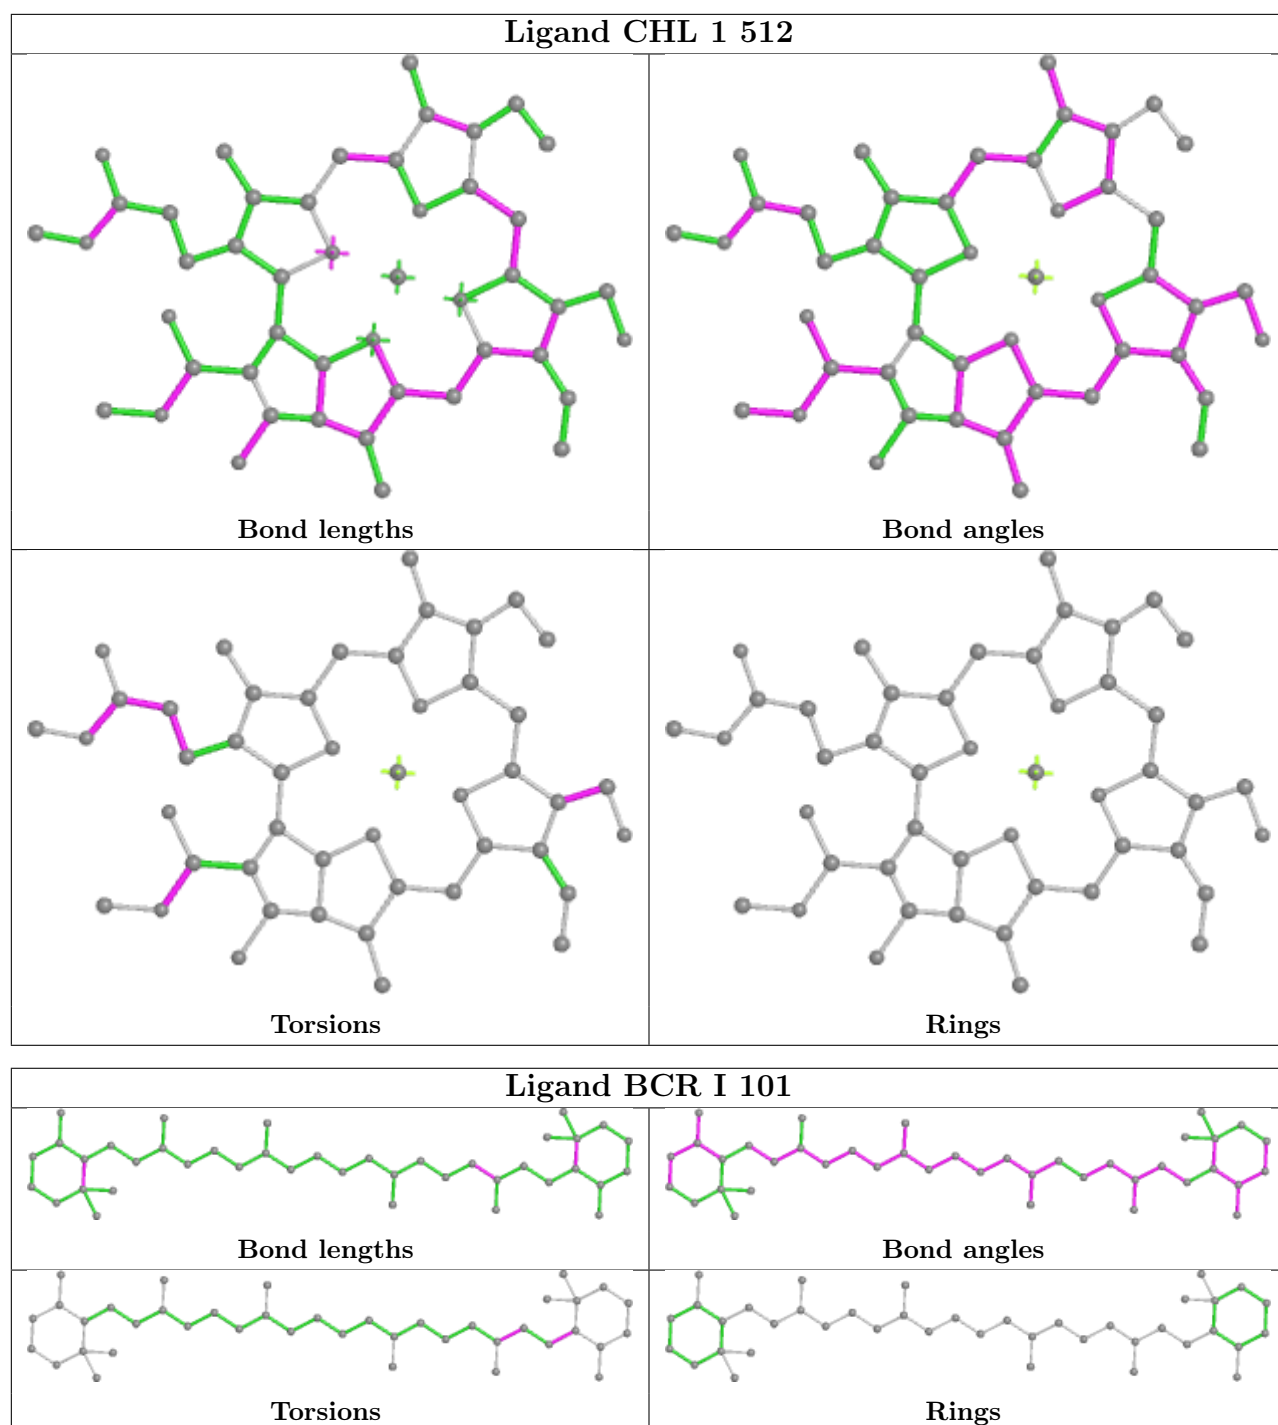 Ligand CHL 1 512
Bond lengths
Bond angles
Torsions
Rings
Ligand BCR I 101
Bond lengths
Bond angles
Torsions
Rings